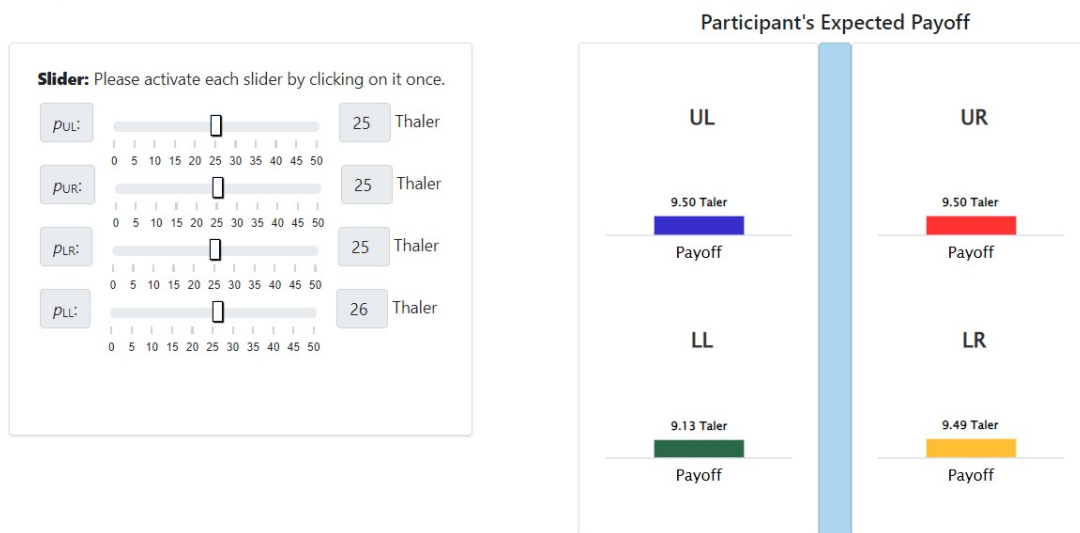 Participant's Expected Payoff
Slider: Please activate each slider by clicking on it once.
pUL:
25 Thaler
0 5 10 15 20 25 30 35 40 45 50
pUR:
25 Thaler
0 5 10 15 20 25 30 35 40 45 50
pLR:
25 Thaler
0 5 10 15 20 25 30 35 40 45 50
pLL:
26 Thaler
0 5 10 15 20 25 30 35 40 45 50
UL
UR
9.50 Taler
9.50 Taler
Payoff
Payoff
LL
LR
9.13 Taler
9.49 Taler
Payoff
Payoff